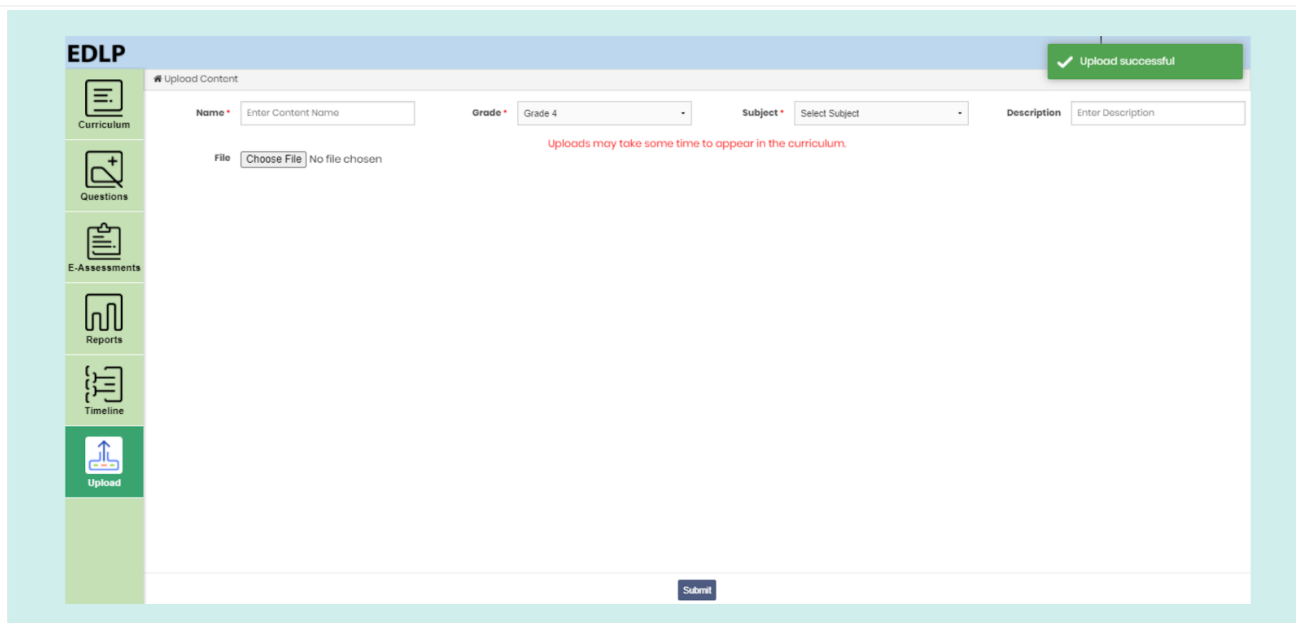 EDLP
Upload successful
Upload Content
Name * Enter Content Name Grade * Grade 4 Subject * Select Subject Description Enter Description
Uploads may take some time to appear in the curriculum.
File Choose File No file chosen
Curriculum
Questions
E-Assessments
Reports
Timeline
Upload
Submit